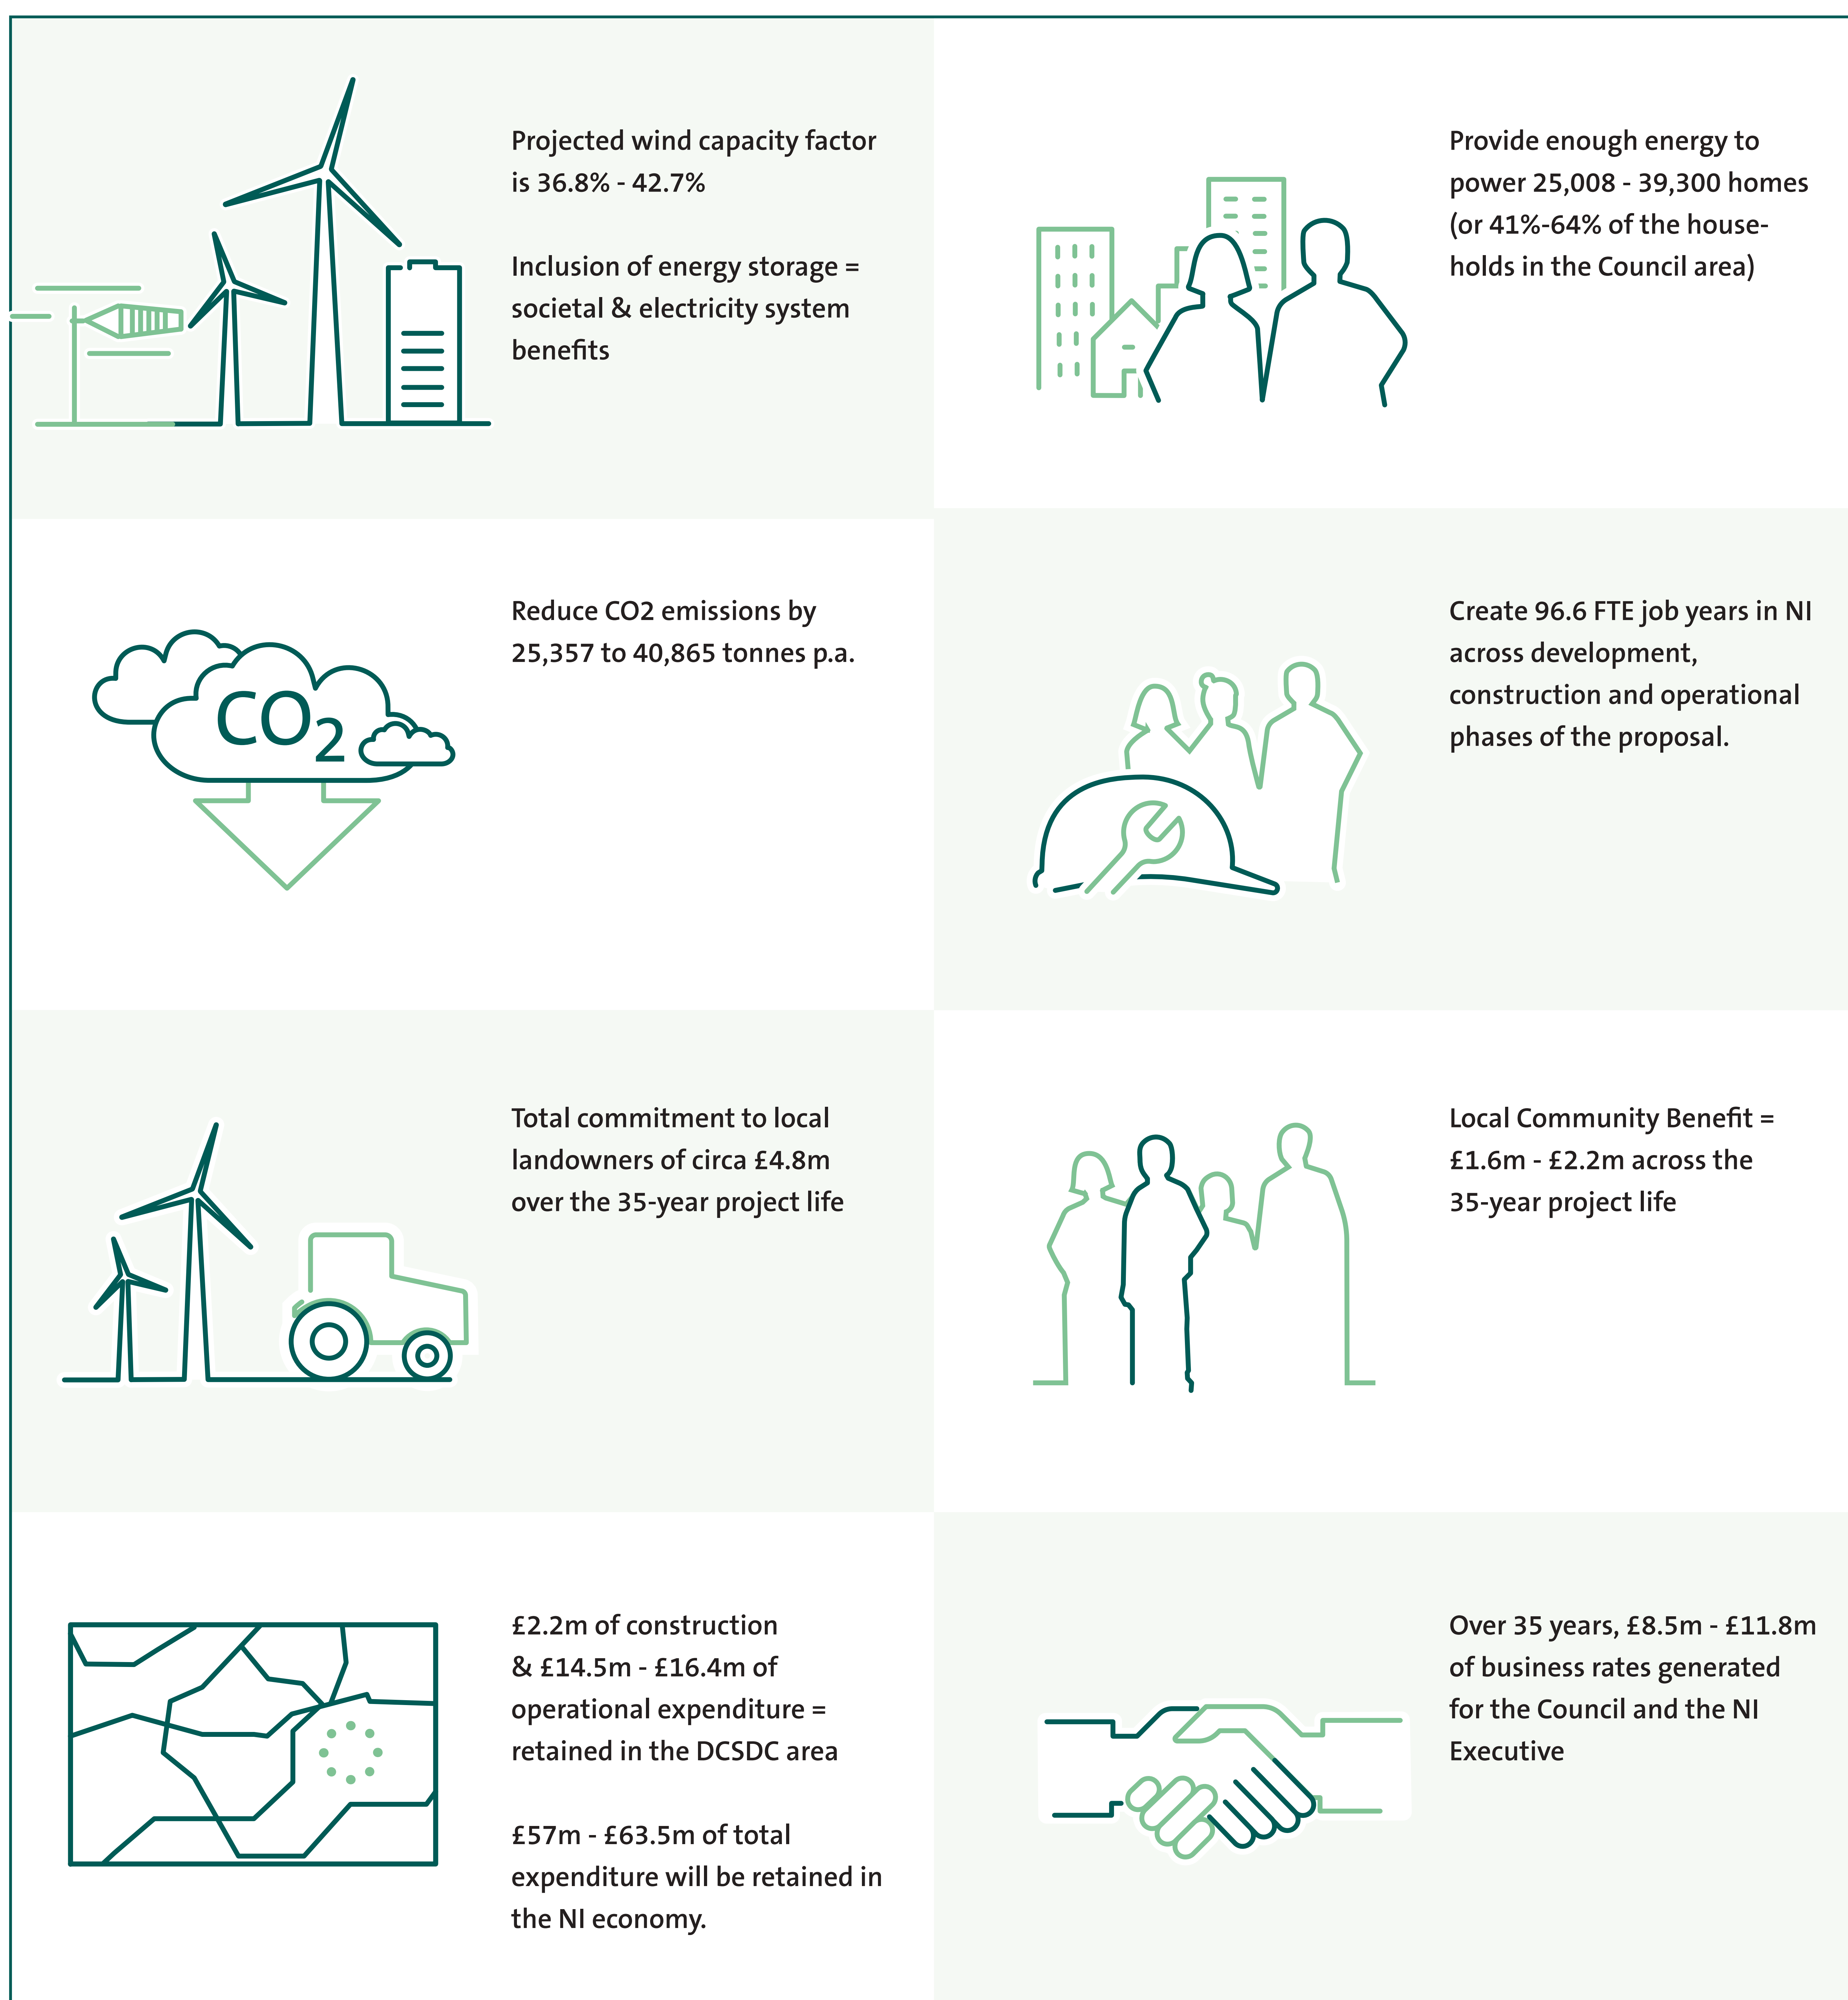 Projected wind capacity factor
is 36.8% - 42.7%
Inclusion of energy storage =
societal & electricity system
benefits
Provide enough energy to
power 25,008 - 39,300 homes
(or 41%-64% of the house-
holds in the Council area)
CO2
Reduce CO2 emissions by
25,357 to 40,865 tonnes p.a.
Create 96.6 FTE job years in NI
across development,
construction and operational
phases of the proposal.
Total commitment to local
landowners of circa £4.8m
over the 35-year project life
Local Community Benefit =
£1.6m - £2.2m across the
35-year project life
£2.2m of construction
& £14.5m - £16.4m of
operational expenditure =
retained in the DCSDC area
£57m - £63.5m of total
expenditure will be retained in
the NI economy.
Over 35 years, £8.5m - £11.8m
of business rates generated
for the Council and the NI
Executive